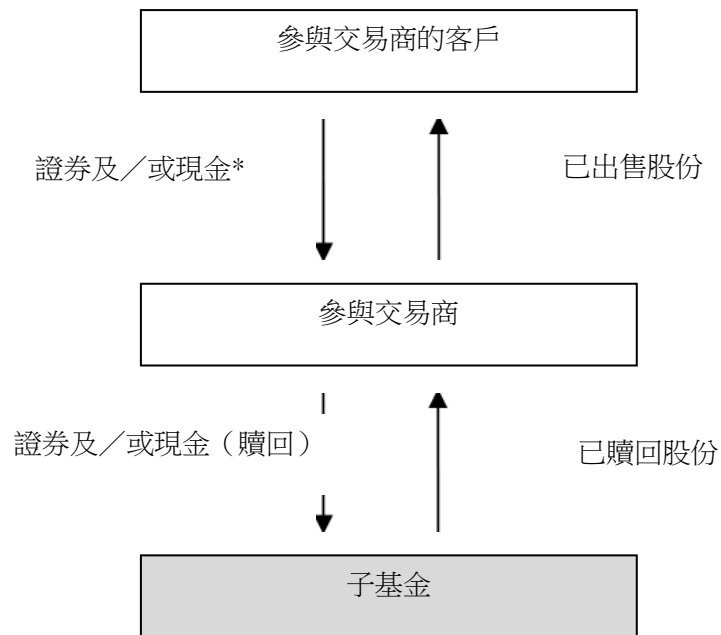 參與交易商的客戶
證券及／或現金*
已出售股份
參與交易商
證券及／或現金（贖回）
已贖回股份
子基金